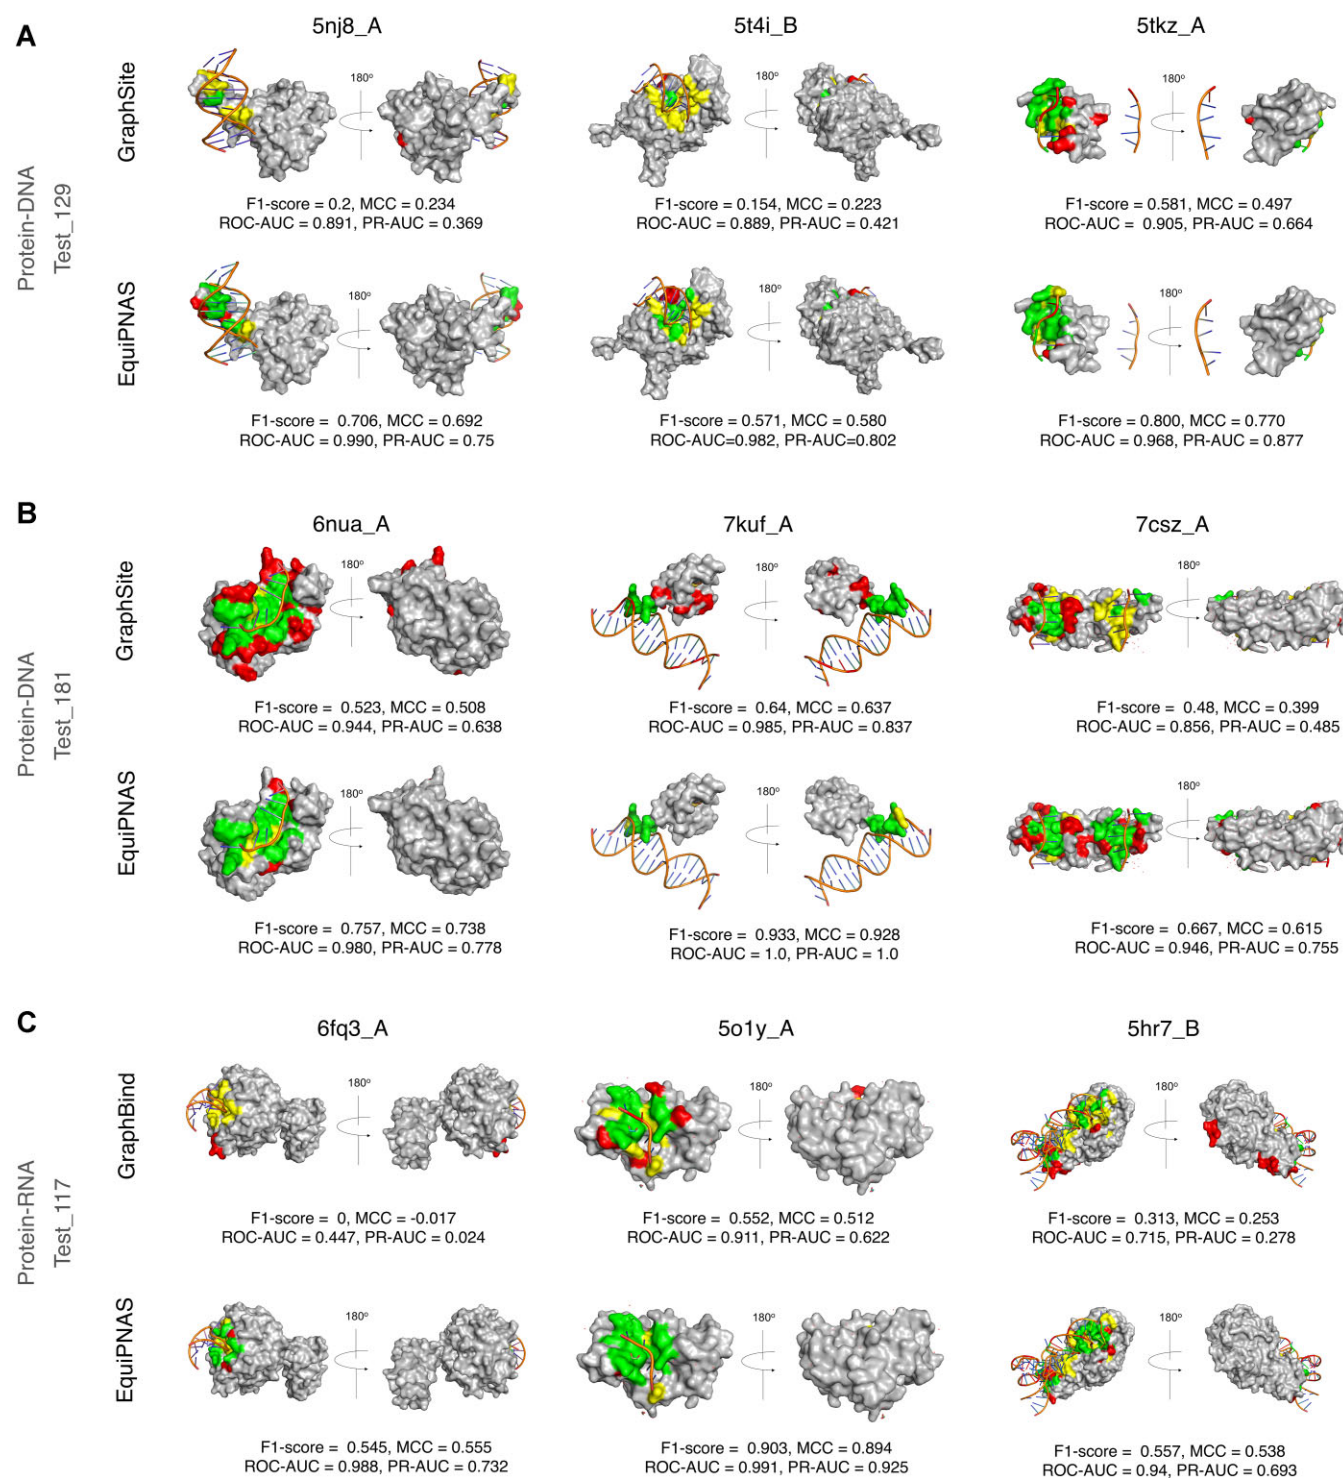 A
5nj8_A
5t4i_B
5tkz_A
Protein-DNA
Test_129
GraphSite
180°
180°
180°
F1-score = 0.2, MCC = 0.234
ROC-AUC = 0.891, PR-AUC = 0.369
F1-score = 0.154, MCC = 0.223
ROC-AUC = 0.889, PR-AUC = 0.421
F1-score = 0.581, MCC = 0.497
ROC-AUC = 0.905, PR-AUC = 0.664
EquiPNAS
180°
180°
180°
F1-score = 0.706, MCC = 0.692
ROC-AUC = 0.990, PR-AUC = 0.75
F1-score = 0.571, MCC = 0.580
ROC-AUC=0.982, PR-AUC=0.802
F1-score = 0.800, MCC = 0.770
ROC-AUC = 0.968, PR-AUC = 0.877
B
6nua_A
7kuf_A
7csz_A
Protein-DNA
Test_181
GraphSite
180°
180°
180°
F1-score = 0.523, MCC = 0.508
ROC-AUC = 0.944, PR-AUC = 0.638
F1-score = 0.64, MCC = 0.637
ROC-AUC = 0.985, PR-AUC = 0.837
F1-score = 0.48, MCC = 0.399
ROC-AUC = 0.856, PR-AUC = 0.485
EquiPNAS
180°
180°
180°
F1-score = 0.757, MCC = 0.738
ROC-AUC = 0.980, PR-AUC = 0.778
F1-score = 0.933, MCC = 0.928
ROC-AUC = 1.0, PR-AUC = 1.0
F1-score = 0.667, MCC = 0.615
ROC-AUC = 0.946, PR-AUC = 0.755
C
6fq3_A
5o1y_A
5hr7_B
Protein-RNA
Test_117
GraphBind
180°
180°
180°
F1-score = 0, MCC = -0.017
ROC-AUC = 0.447, PR-AUC = 0.024
F1-score = 0.552, MCC = 0.512
ROC-AUC = 0.911, PR-AUC = 0.622
F1-score = 0.313, MCC = 0.253
ROC-AUC = 0.715, PR-AUC = 0.278
EquiPNAS
180°
180°
180°
F1-score = 0.545, MCC = 0.555
ROC-AUC = 0.988, PR-AUC = 0.732
F1-score = 0.903, MCC = 0.894
ROC-AUC = 0.991, PR-AUC = 0.925
F1-score = 0.557, MCC = 0.538
ROC-AUC = 0.94, PR-AUC = 0.693